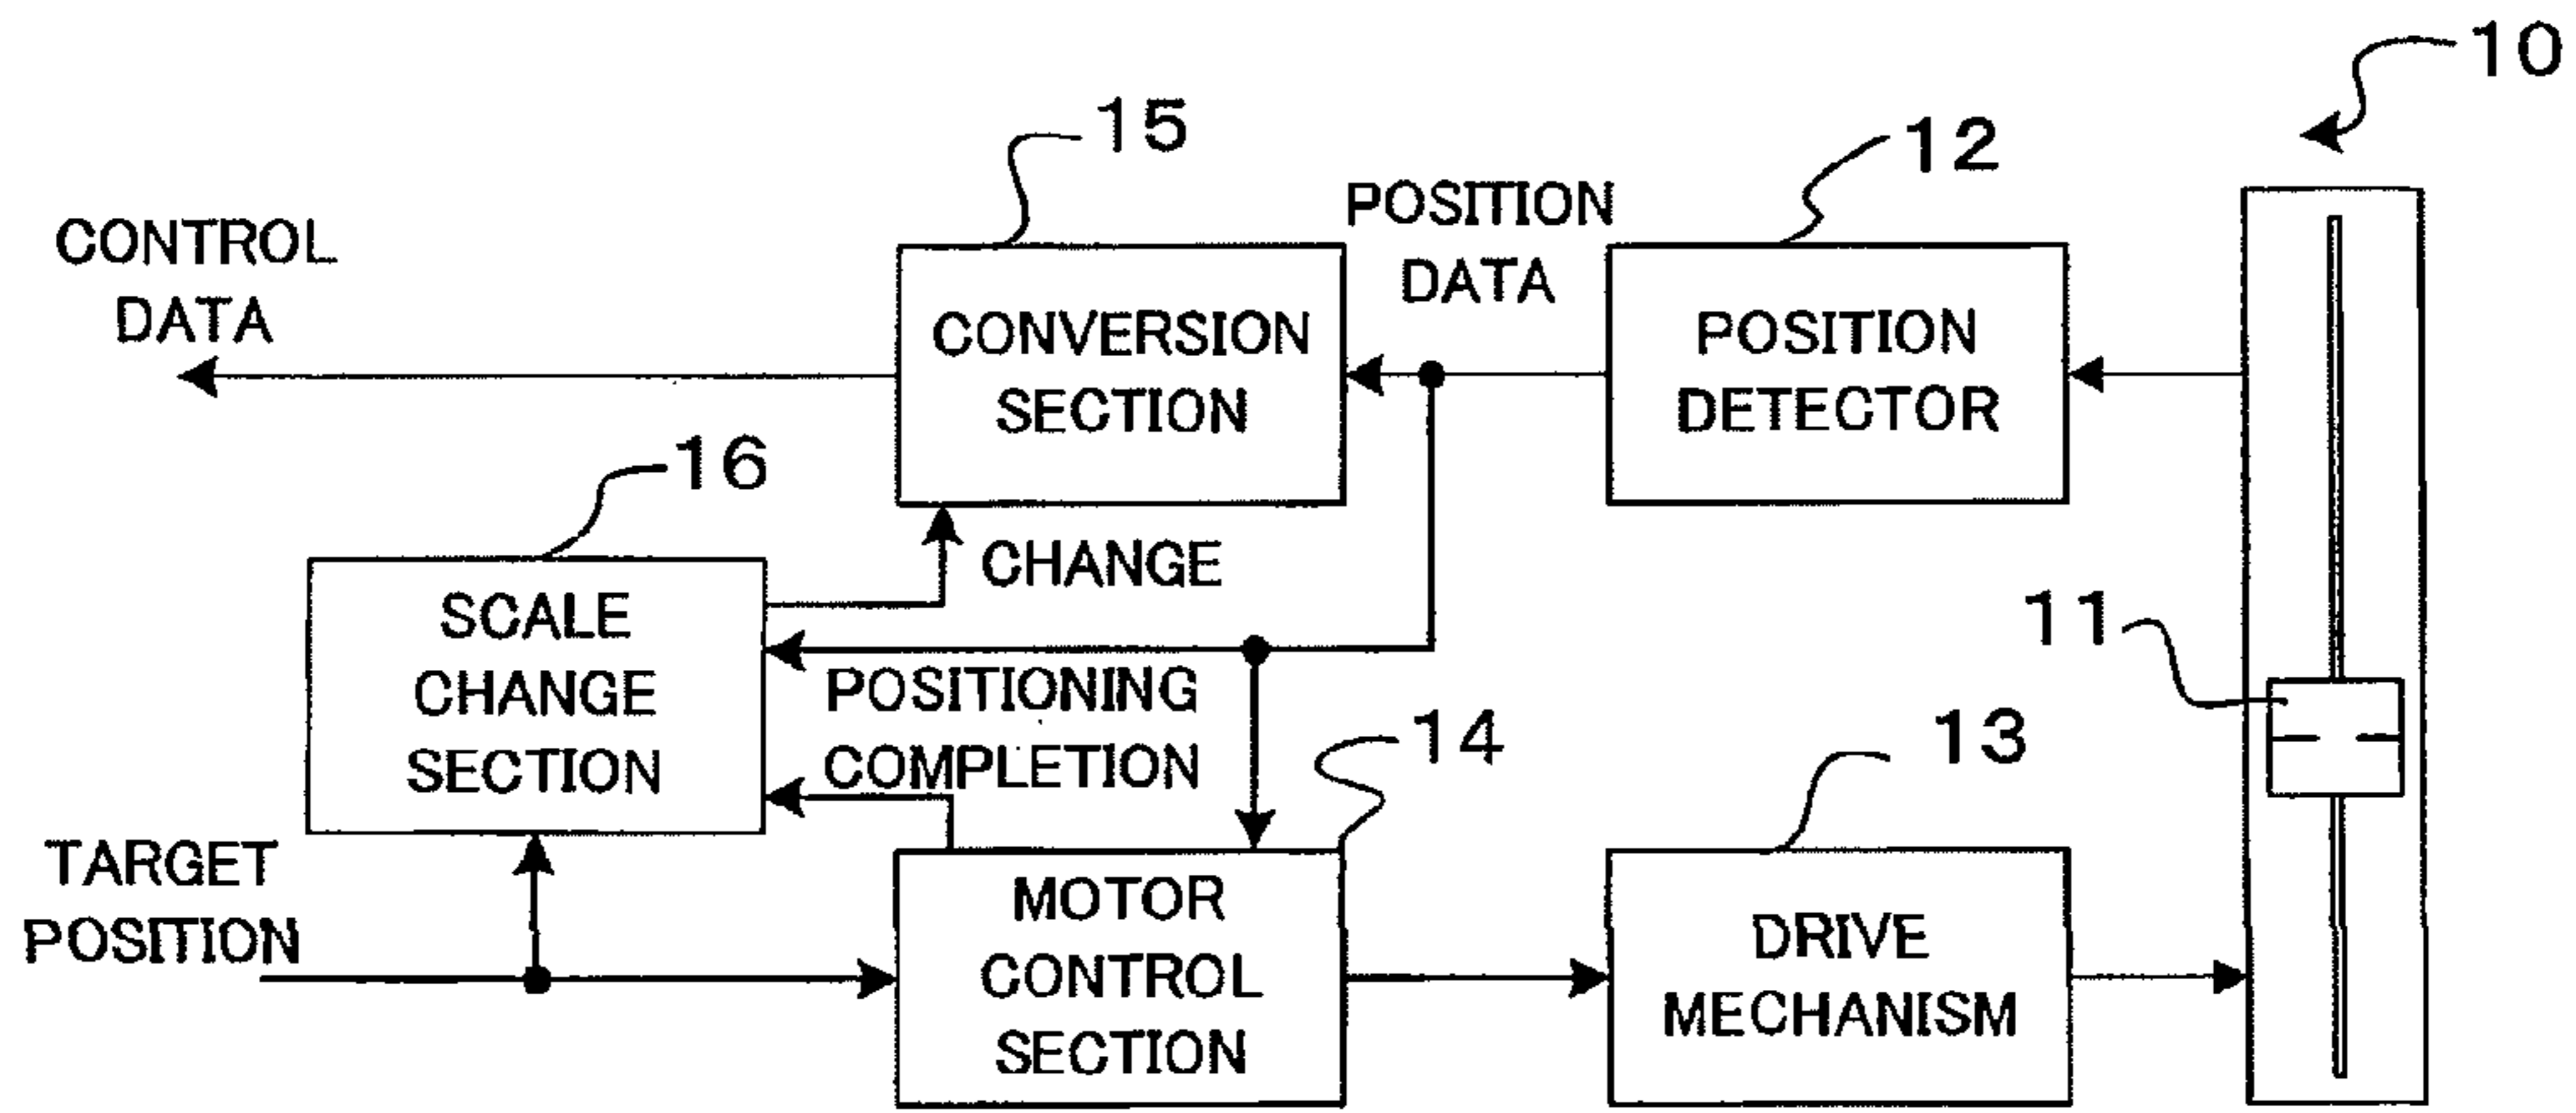 10
15
12
POSITION
DATA
CONTROL
DATA
CONVERSION
SECTION
POSITION
DETECTOR
16
CHANGE
SCALE
CHANGE
SECTION
11
POSITIONING
COMPLETION
14
13
TARGET
POSITION
MOTOR
CONTROL
SECTION
DRIVE
MECHANISM